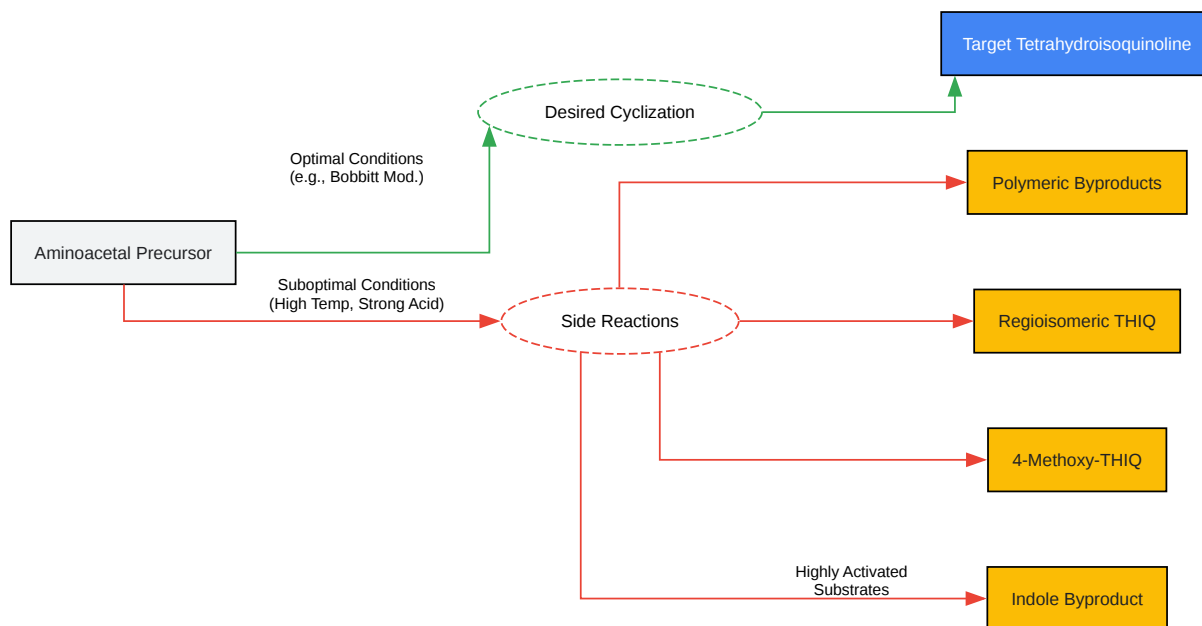 Target Tetrahydroisoquinoline
Desired Cyclization
Optimal Conditions
(e.g., Bobbitt Mod.)
Polymeric Byproducts
Aminoacetal Precursor
Suboptimal Conditions
(High Temp, Strong Acid)
Side Reactions
Regioisomeric THIQ
4-Methoxy-THIQ
Highly Activated
Substrates
Indole Byproduct